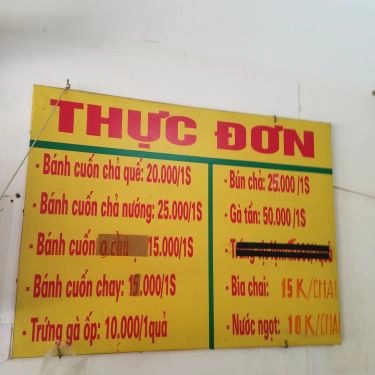 THỰC ĐƠN
- Bánh cuốn chả quế: 20.000/1S
- Bánh cuốn chả nướng: 25.000/1S
- Bánh cuốn 15.000/1S
- Bánh cuốn chay: .000/1S
- Trứng gà ốp: 10.000/1quả
- Bún chả: 25.000/1S
- Gà tần: 50.000/1S
- Bia chai: 15K/CHAI
- Nước ngọt: 10K/CHAI